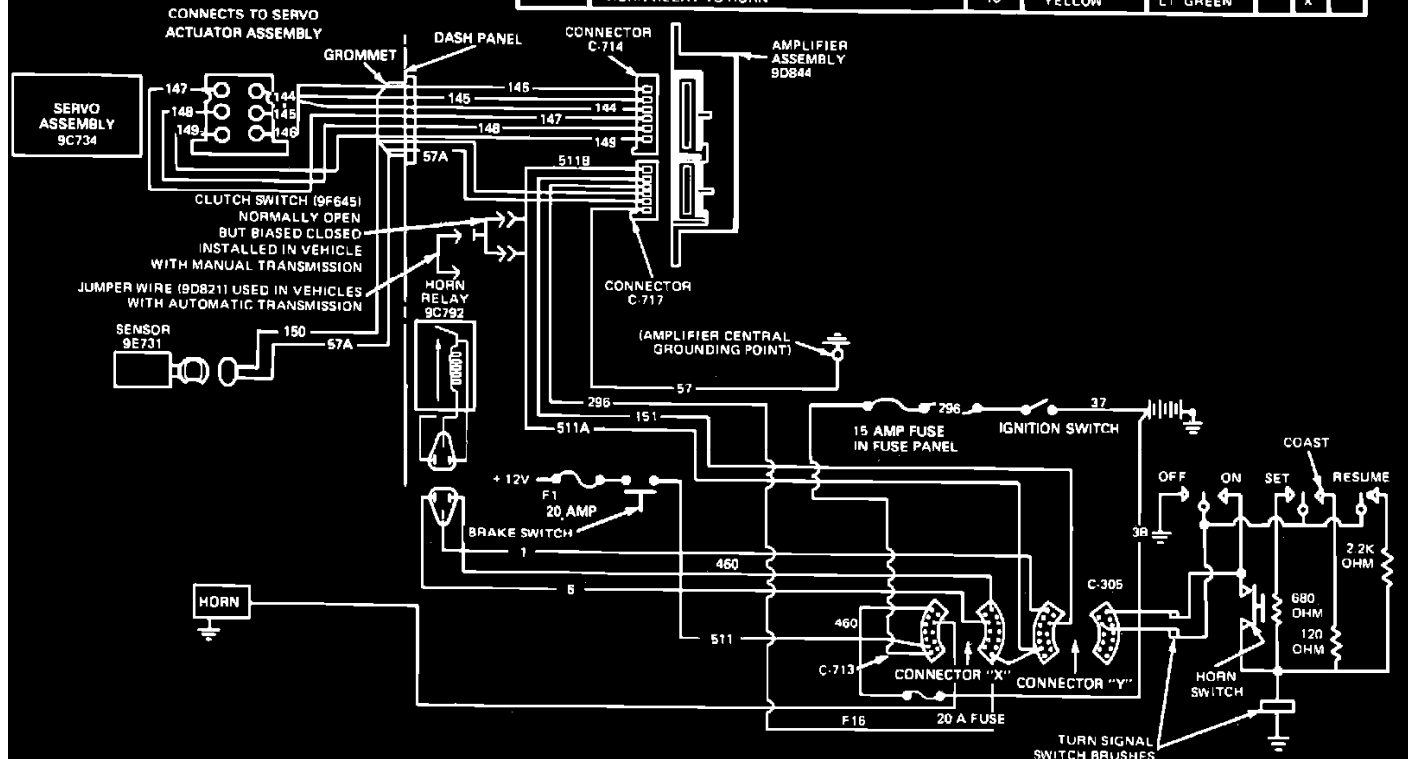 HORN RELAY TO HORN YELLOW LT GREEN X
CONNECTS TO SERVO
ACTUATOR ASSEMBLY
GROMMET
DASH PANEL
CONNECTOR
C-714
AMPLIFIER
ASSEMBLY
9D844
SERVO
ASSEMBLY
9C734
147
148
149
144
145
146
146
145
144
147
148
149
57A
511B
CLUTCH SWITCH (9F645)
NORMALLY OPEN
BUT BIASED CLOSED
INSTALLED IN VEHICLE
WITH MANUAL TRANSMISSION
JUMPER WIRE (9D821) USED IN VEHICLES
WITH AUTOMATIC TRANSMISSION
HORN
RELAY
9C792
CONNECTOR
C-717
SENSOR
9E731
150
57A
(AMPLIFIER CENTRAL
GROUNDING POINT)
57
296
151
511A
296
37
15 AMP FUSE
IN FUSE PANEL
IGNITION SWITCH
COAST
OFF
ON
SET
RESUME
+ 12V
F1
20 AMP
BRAKE SWITCH
38
2.2K
OHM
1
460
6
C-305
HORN
680
OHM
120
OHM
460
511
C-713
CONNECTOR "X"
CONNECTOR "Y"
HORN
SWITCH
F16
20 A FUSE
TURN SIGNAL
SWITCH BRUSHES